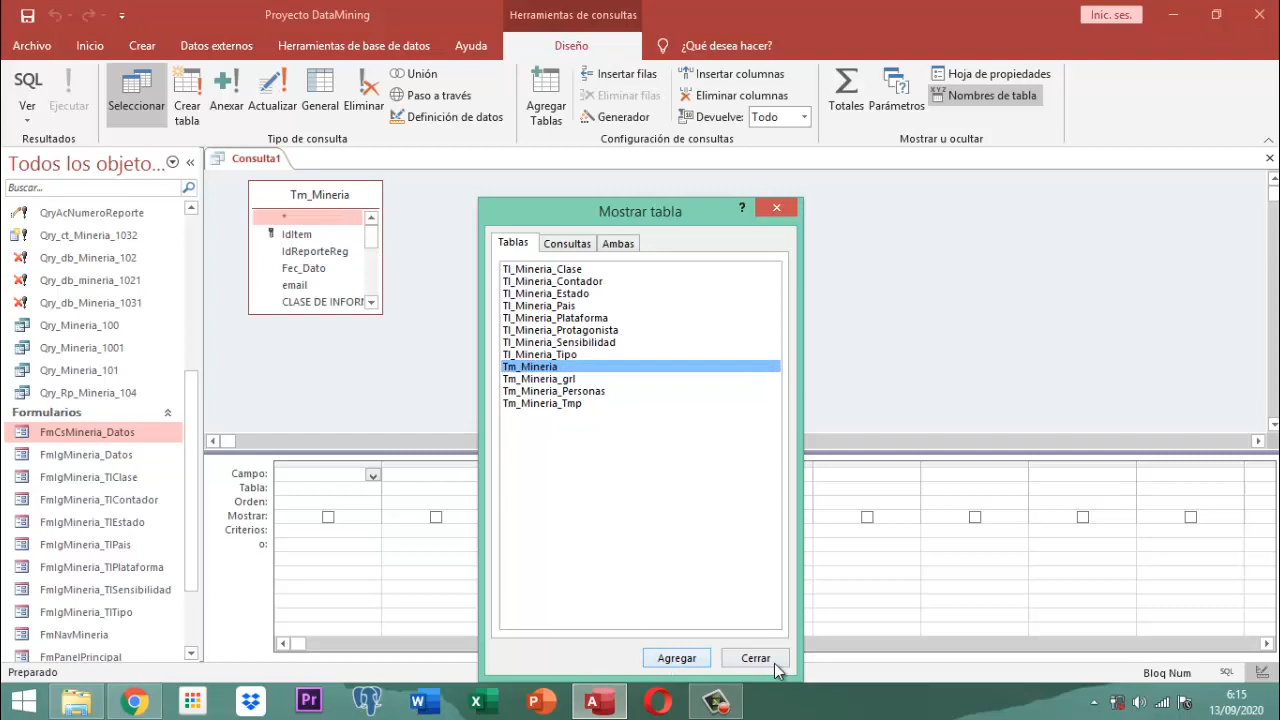 Proyecto DataMining
Herramientas de consultas
Inic. ses.
Archivo Inicio Crear Datos externos Herramientas de base de datos Ayuda Diseño ¿Qué desea hacer?
SQL
Ver
Ejecutar
Resultados
Seleccionar
Crear
tabla
Anexar
Actualizar
General
Eliminar
Unión
Paso a través
Definición de datos
Tipo de consulta
Agregar
Tablas
Insertar filas
Eliminar filas
Generador
Insertar columnas
Eliminar columnas
Devuelve: Todo
Configuración de consultas
Totales
Parámetros
Hoja de propiedades
XYZ Nombres de tabla
Mostrar u ocultar
Todos los objeto...
Buscar...
QryAcNumeroReporte
Qry_ct_Mineria_1032
Qry_db_Mineria_102
Qry_db_mineria_1021
Qry_db_Mineria_1031
Qry_Mineria_100
Qry_Mineria_1001
Qry_Mineria_101
Qry_Rp_Mineria_104
Formularios
FmCsMineria_Datos
FmIgMineria_Datos
FmIgMineria_TlClase
FmIgMineria_TlContador
FmIgMineria_TlEstado
FmIgMineria_TlPais
FmIgMineria_TlPlataforma
FmIgMineria_TlSensibilidad
FmIgMineria_TlTipo
FmNavMineria
FmPanelPrincipal
Consulta1
Tm_Mineria
*
IdItem
IdReporteReg
Fec_Dato
email
CLASE DE INFORI
Campo:
Tabla:
Orden:
Mostrar:
Criterios:
o:
Mostrar tabla
?
Tablas Consultas Ambas
Tl_Mineria_Clase
Tl_Mineria_Contador
Tl_Mineria_Estado
Tl_Mineria_Pais
Tl_Mineria_Plataforma
Tl_Mineria_Protagonista
Tl_Mineria_Sensibilidad
Tl_Mineria_Tipo
Tm_Mineria
Tm_Mineria_grl
Tm_Mineria_Personas
Tm_Mineria_Tmp
Agregar Cerrar
Preparado
Bloq Num
SQL
Pr
W
X
P
A
6:15
13/09/2020